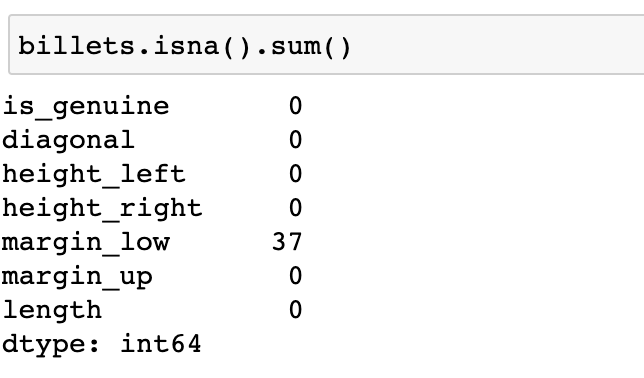 billets.isna().sum()
is_genuine 0
diagonal 0
height_left 0
height_right 0
margin_low 37
margin_up 0
length 0
dtype: int64